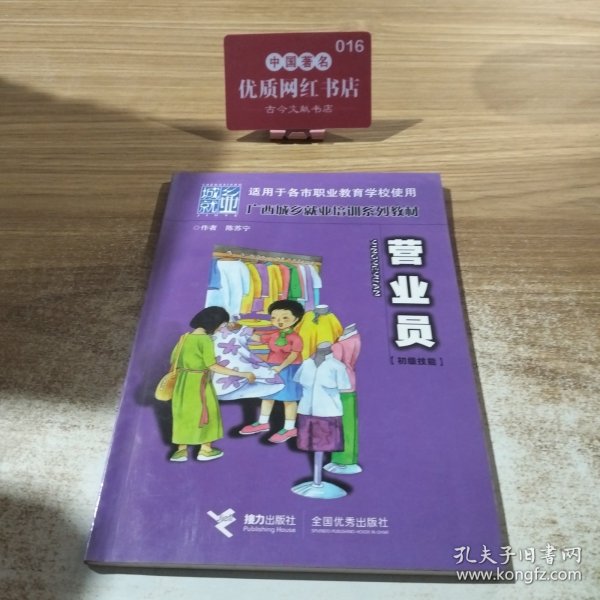 016
中国著名
优质网红书店
古今文献书店
城乡
就业
适用于各市职业教育学校使用
广西城乡就业培训系列教材
◇作者 陈苏宁
营业员
YINGYEYUAN
【初级技能】
接力出版社
Publishing House
全国优秀出版社
孔夫子旧书网
www.kongfz.com